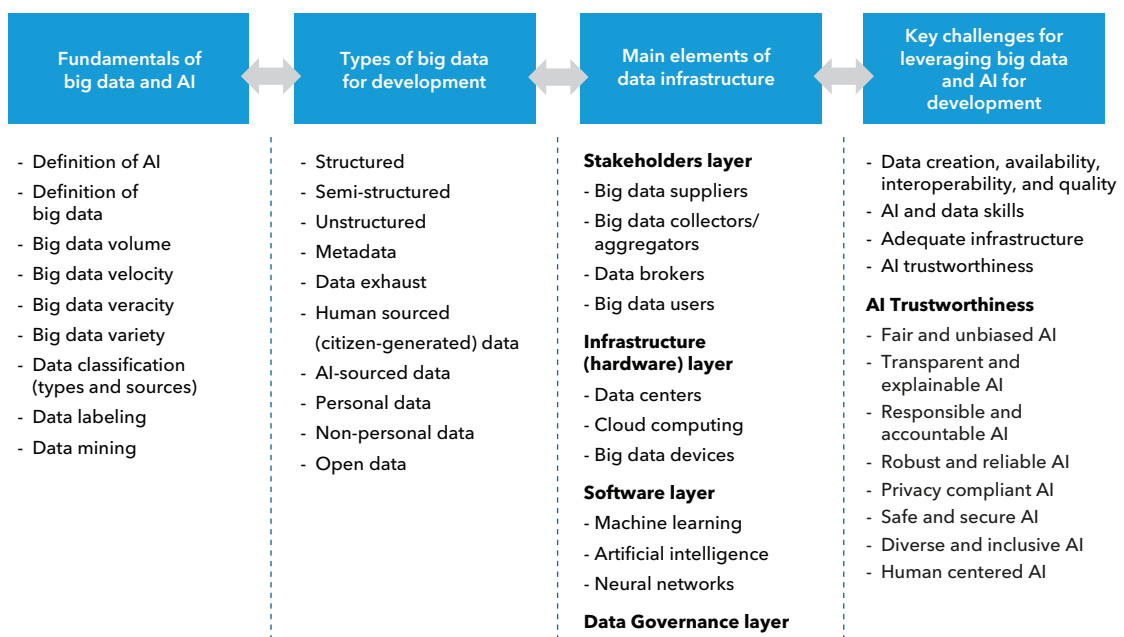 Fundamentals of
big data and AI
Types of big data
for development
Main elements of
data infrastructure
Key challenges for
leveraging big data
and AI for
development
- Definition of AI
- Definition of
big data
- Big data volume
- Big data velocity
- Big data veracity
- Big data variety
- Data classification
(types and sources)
- Data labeling
- Data mining
- Structured
- Semi-structured
- Unstructured
- Metadata
- Data exhaust
- Human sourced
(citizen-generated) data
- AI-sourced data
- Personal data
- Non-personal data
- Open data
Stakeholders layer
- Big data suppliers
- Big data collectors/
aggregators
- Data brokers
- Big data users
Infrastructure
(hardware) layer
- Data centers
- Cloud computing
- Big data devices
Software layer
- Machine learning
- Artificial intelligence
- Neural networks
Data Governance layer
- Data creation, availability,
interoperability, and quality
- AI and data skills
- Adequate infrastructure
- AI trustworthiness
AI Trustworthiness
- Fair and unbiased AI
- Transparent and
explainable AI
- Responsible and
accountable AI
- Robust and reliable AI
- Privacy compliant AI
- Safe and secure AI
- Diverse and inclusive AI
- Human centered AI